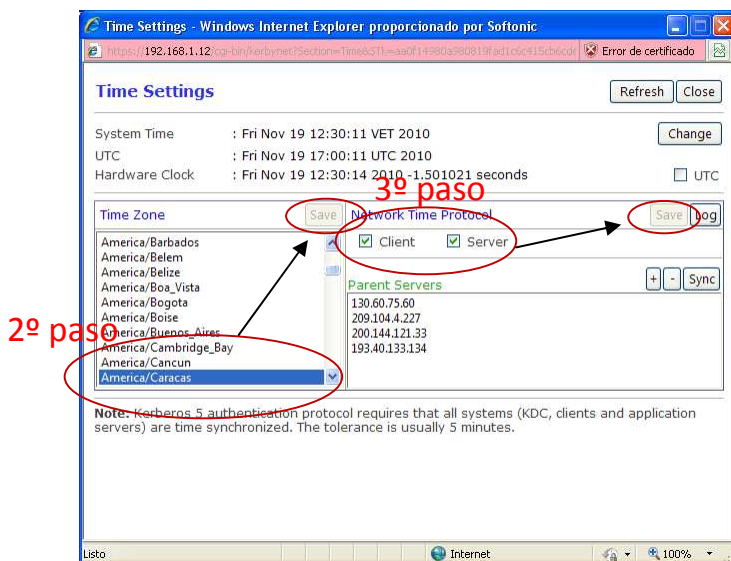 Time Settings - Windows Internet Explorer proporcionado por Softonic
https://192.168.1.12/cgi-bin/kerbynet?Section=Time&STk=aa0f14980a980819fad1c6c415cb6cd Error de certificado
Time Settings Refresh Close
System Time : Fri Nov 19 12:30:11 VET 2010 Change
UTC : Fri Nov 19 17:00:11 UTC 2010
Hardware Clock : Fri Nov 19 12:30:14 2010 -1.501021 seconds UTC
3º paso
Time Zone Save Network Time Protocol Save Log
America/Barbados
America/Belem
America/Belize
America/Boa_Vista
America/Bogota
America/Boise
America/Buenos_Aires
America/Cambridge_Bay
America/Cancun
America/Caracas
Client Server
Parent Servers + - Sync
130.60.75.60
209.104.4.227
200.144.121.33
193.40.133.134
2º paso
Note: Kerberos 5 authentication protocol requires that all systems (KDC, clients and application
servers) are time synchronized. The tolerance is usually 5 minutes.
Listo Internet 100%